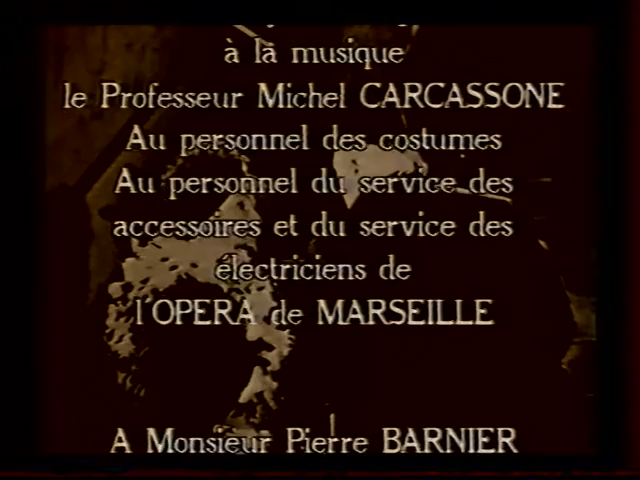 à la musique
le Professeur Michel CARCASSONE
Au personnel des costumes
Au personnel du service des
accessoires et du service des
électriciens de
l'OPERA de MARSEILLE
A Monsieur Pierre BARNIER